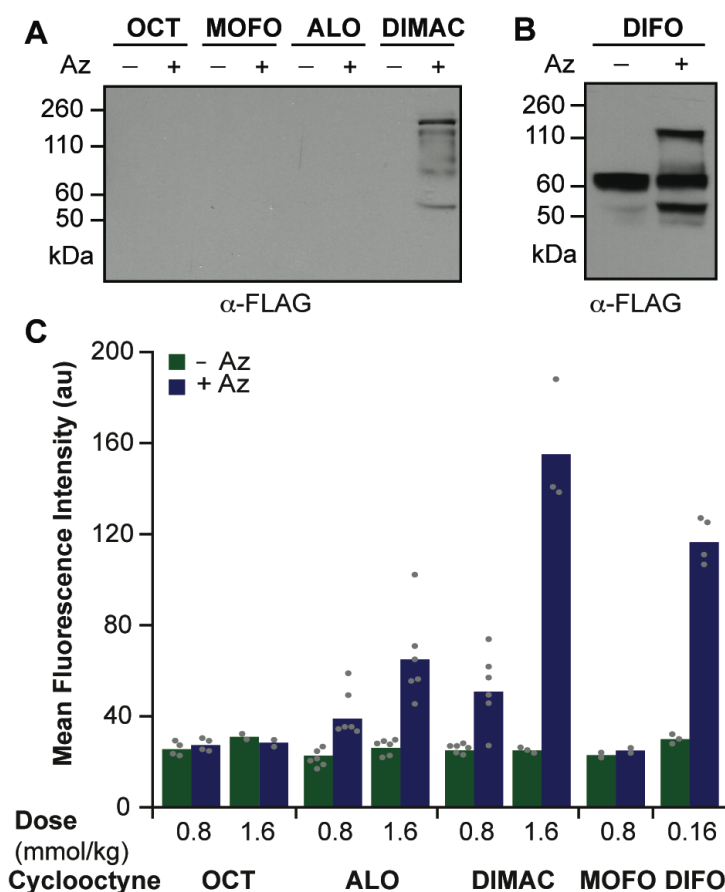 A
OCT MOFO ALO DIMAC
Az – + – + – + – +
260
110
60
50
kDa
α-FLAG
B
DIFO
Az – +
260
110
60
50
kDa
α-FLAG
C
Mean Fluorescence Intensity (au)
200
160
120
80
40
0
– Az
+ Az
Dose (mmol/kg) 0.8 1.6 0.8 1.6 0.8 1.6 0.8 0.16
Cyclooctyne OCT ALO DIMAC MOFO DIFO